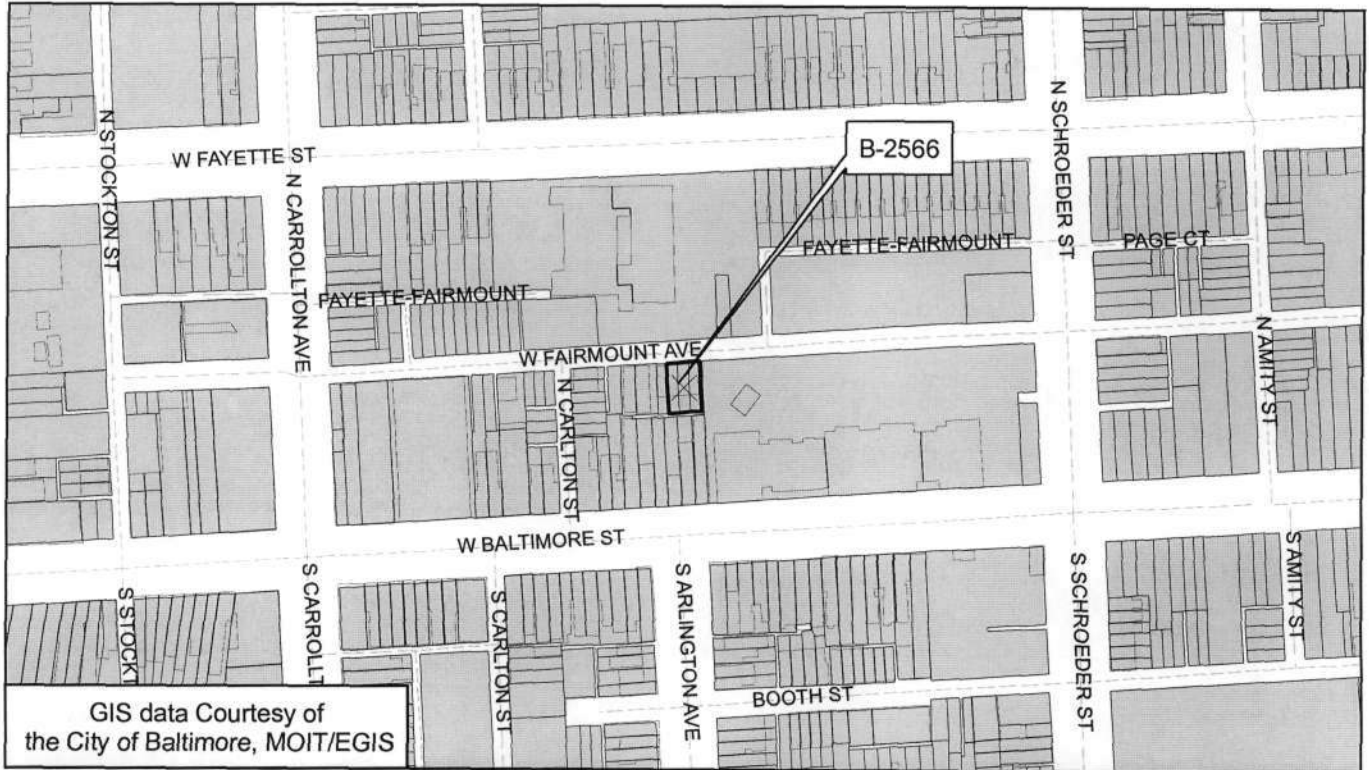 N STOCKTON ST
W FAYETTE ST
N CARROLLTON AVE
B-2566
N SCHROEDER ST
FAYETTE-FAIRMOUNT
PAGE CT
FAYETTE-FAIRMOUNT
W FAIRMOUNT AVE
N CARLTON ST
N AMITY ST
W BALTIMORE ST
S STOCKT
S CARROLLT
S CARLTON ST
S ARLINGTON AVE
S SCHROEDER ST
S AMITY ST
BOOTH ST
GIS data Courtesy of
the City of Baltimore, MOIT/EGIS